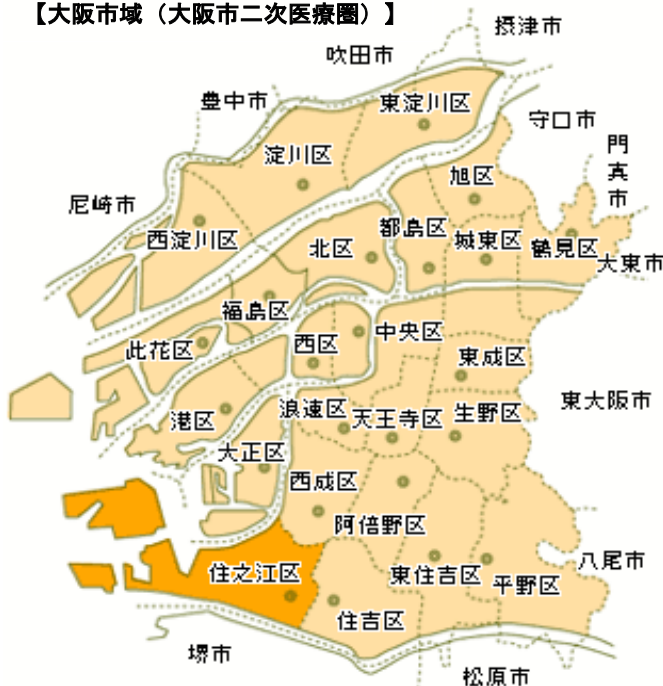 【大阪市域（大阪市二次医療圏）】
摂津市
吹田市
豊中市
東淀川区
守口市
淀川区
門真市
旭区
尼崎市
都島区
西淀川区
北区
城東区
鶴見区
大東市
福島区
中央区
西区
此花区
東成区
東大阪市
浪速区
天王寺区
生野区
港区
大正区
西成区
阿倍野区
八尾市
住之江区
東住吉区
平野区
住吉区
堺市
松原市